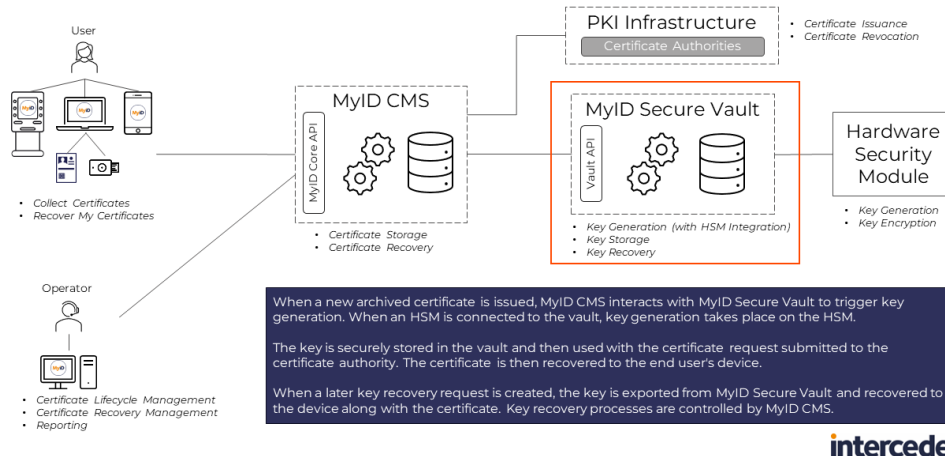 User
MyID
MyID
MyID
• Collect Certificates
• Recover My Certificates
Operator
MyID
• Certificate Lifecycle Management
• Certificate Recovery Management
• Reporting
MyID CMS
MyID Core API
• Certificate Storage
• Certificate Recovery
PKI Infrastructure
Certificate Authorities
• Certificate Issuance
• Certificate Revocation
MyID Secure Vault
Vault API
• Key Generation (with HSM Integration)
• Key Storage
• Key Recovery
Hardware
Security
Module
• Key Generation
• Key Encryption
When a new archived certificate is issued, MyID CMS interacts with MyID Secure Vault to trigger key
generation. When an HSM is connected to the vault, key generation takes place on the HSM.
The key is securely stored in the vault and then used with the certificate request submitted to the
certificate authority. The certificate is then recovered to the end user's device.
When a later key recovery request is created, the key is exported from MyID Secure Vault and recovered to
the device along with the certificate. Key recovery processes are controlled by MyID CMS.
intercede